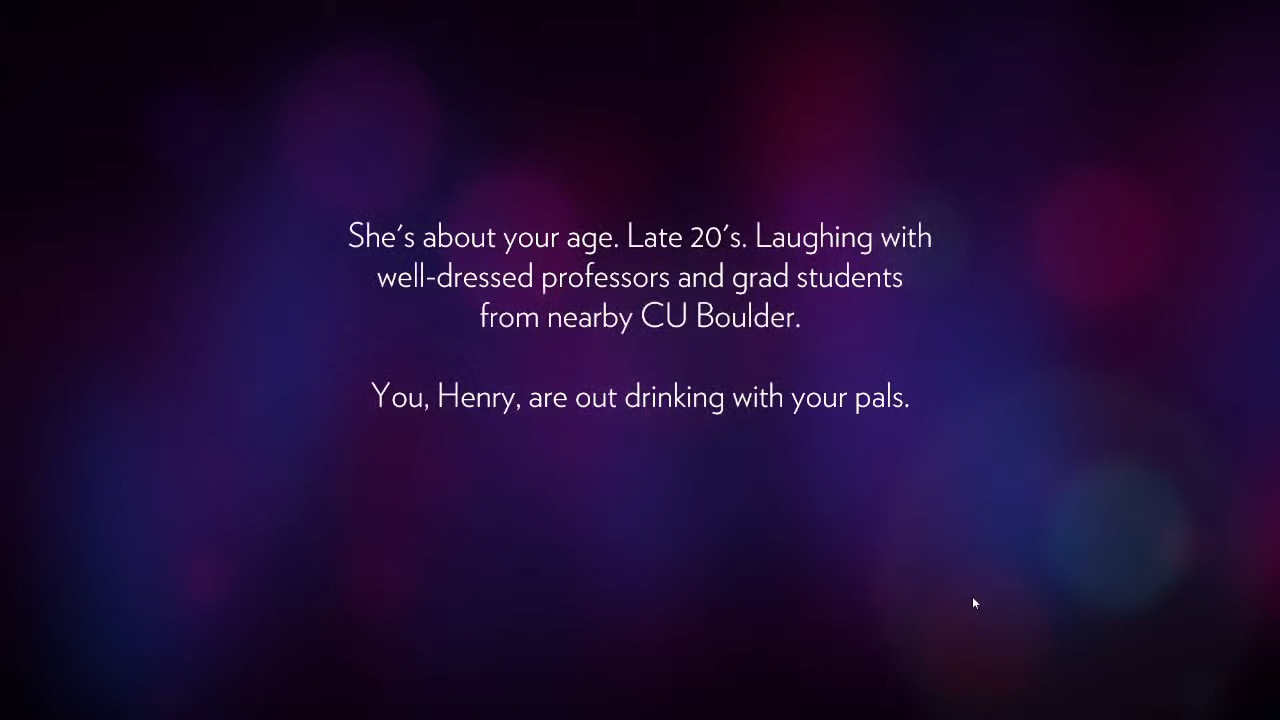 She's about your age. Late 20's. Laughing with
well-dressed professors and grad students
from nearby CU Boulder.
You, Henry, are out drinking with your pals.